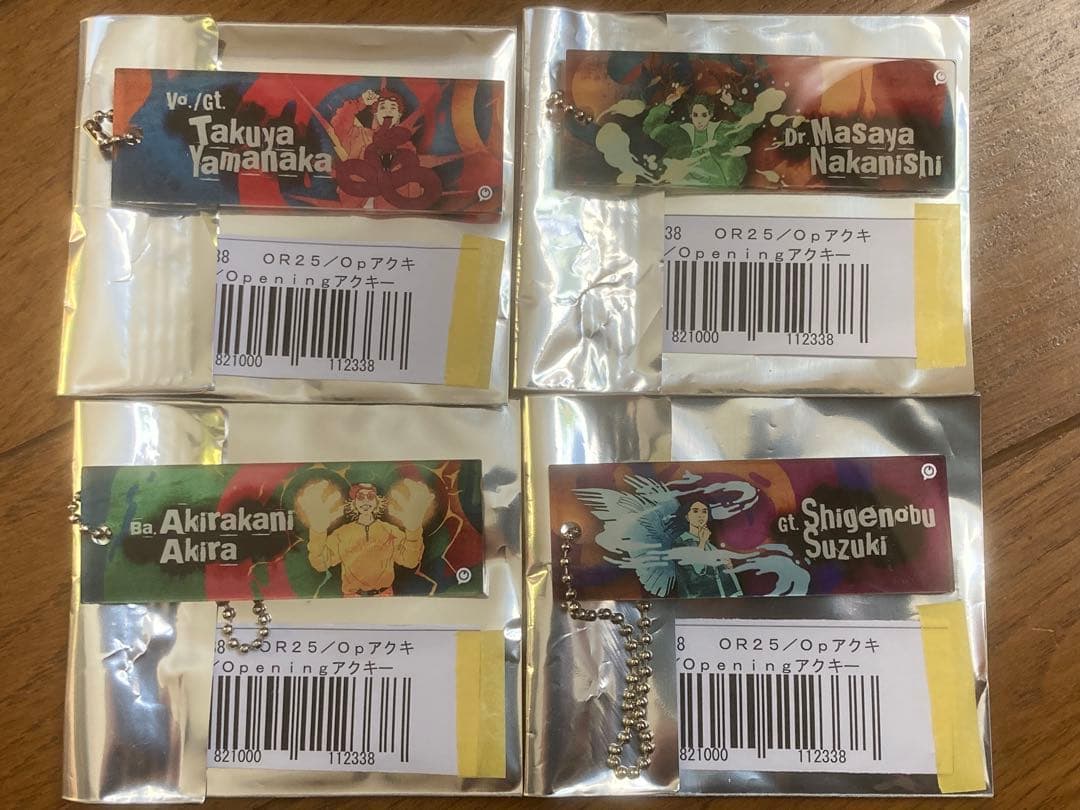 Vo./Gt.
Takuya
Yamanaka
38 OR25/Opアクキ
/Openingアクキー
821000 112338
Dr. Masaya
Nakanishi
38 OR25/Opアクキ
/Openingアクキー
821000 112338
Ba. Akirakani
Akira
38 OR25/Opアクキ
/Openingアクキー
821000 112338
Gt. Shigenobu
Suzuki
8 OR25/Opアクキ
/Openingアクキー
821000 112338